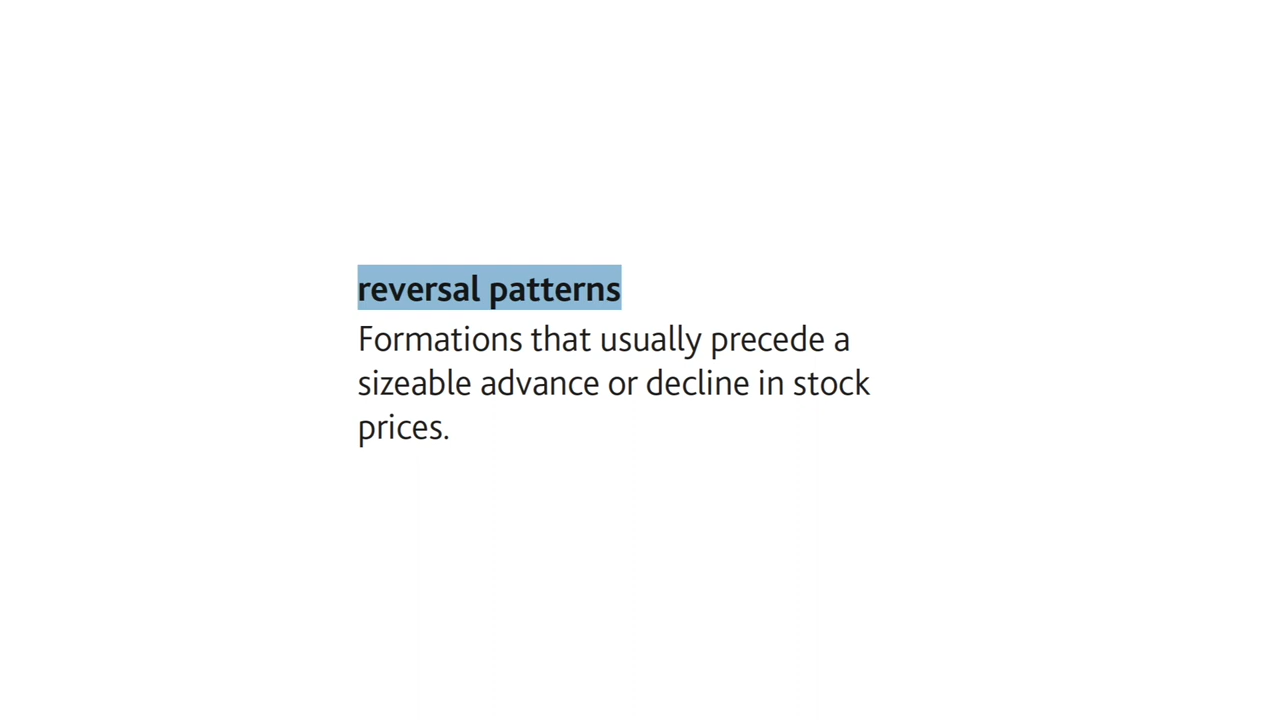 reversal patterns
Formations that usually precede a
sizeable advance or decline in stock
prices.